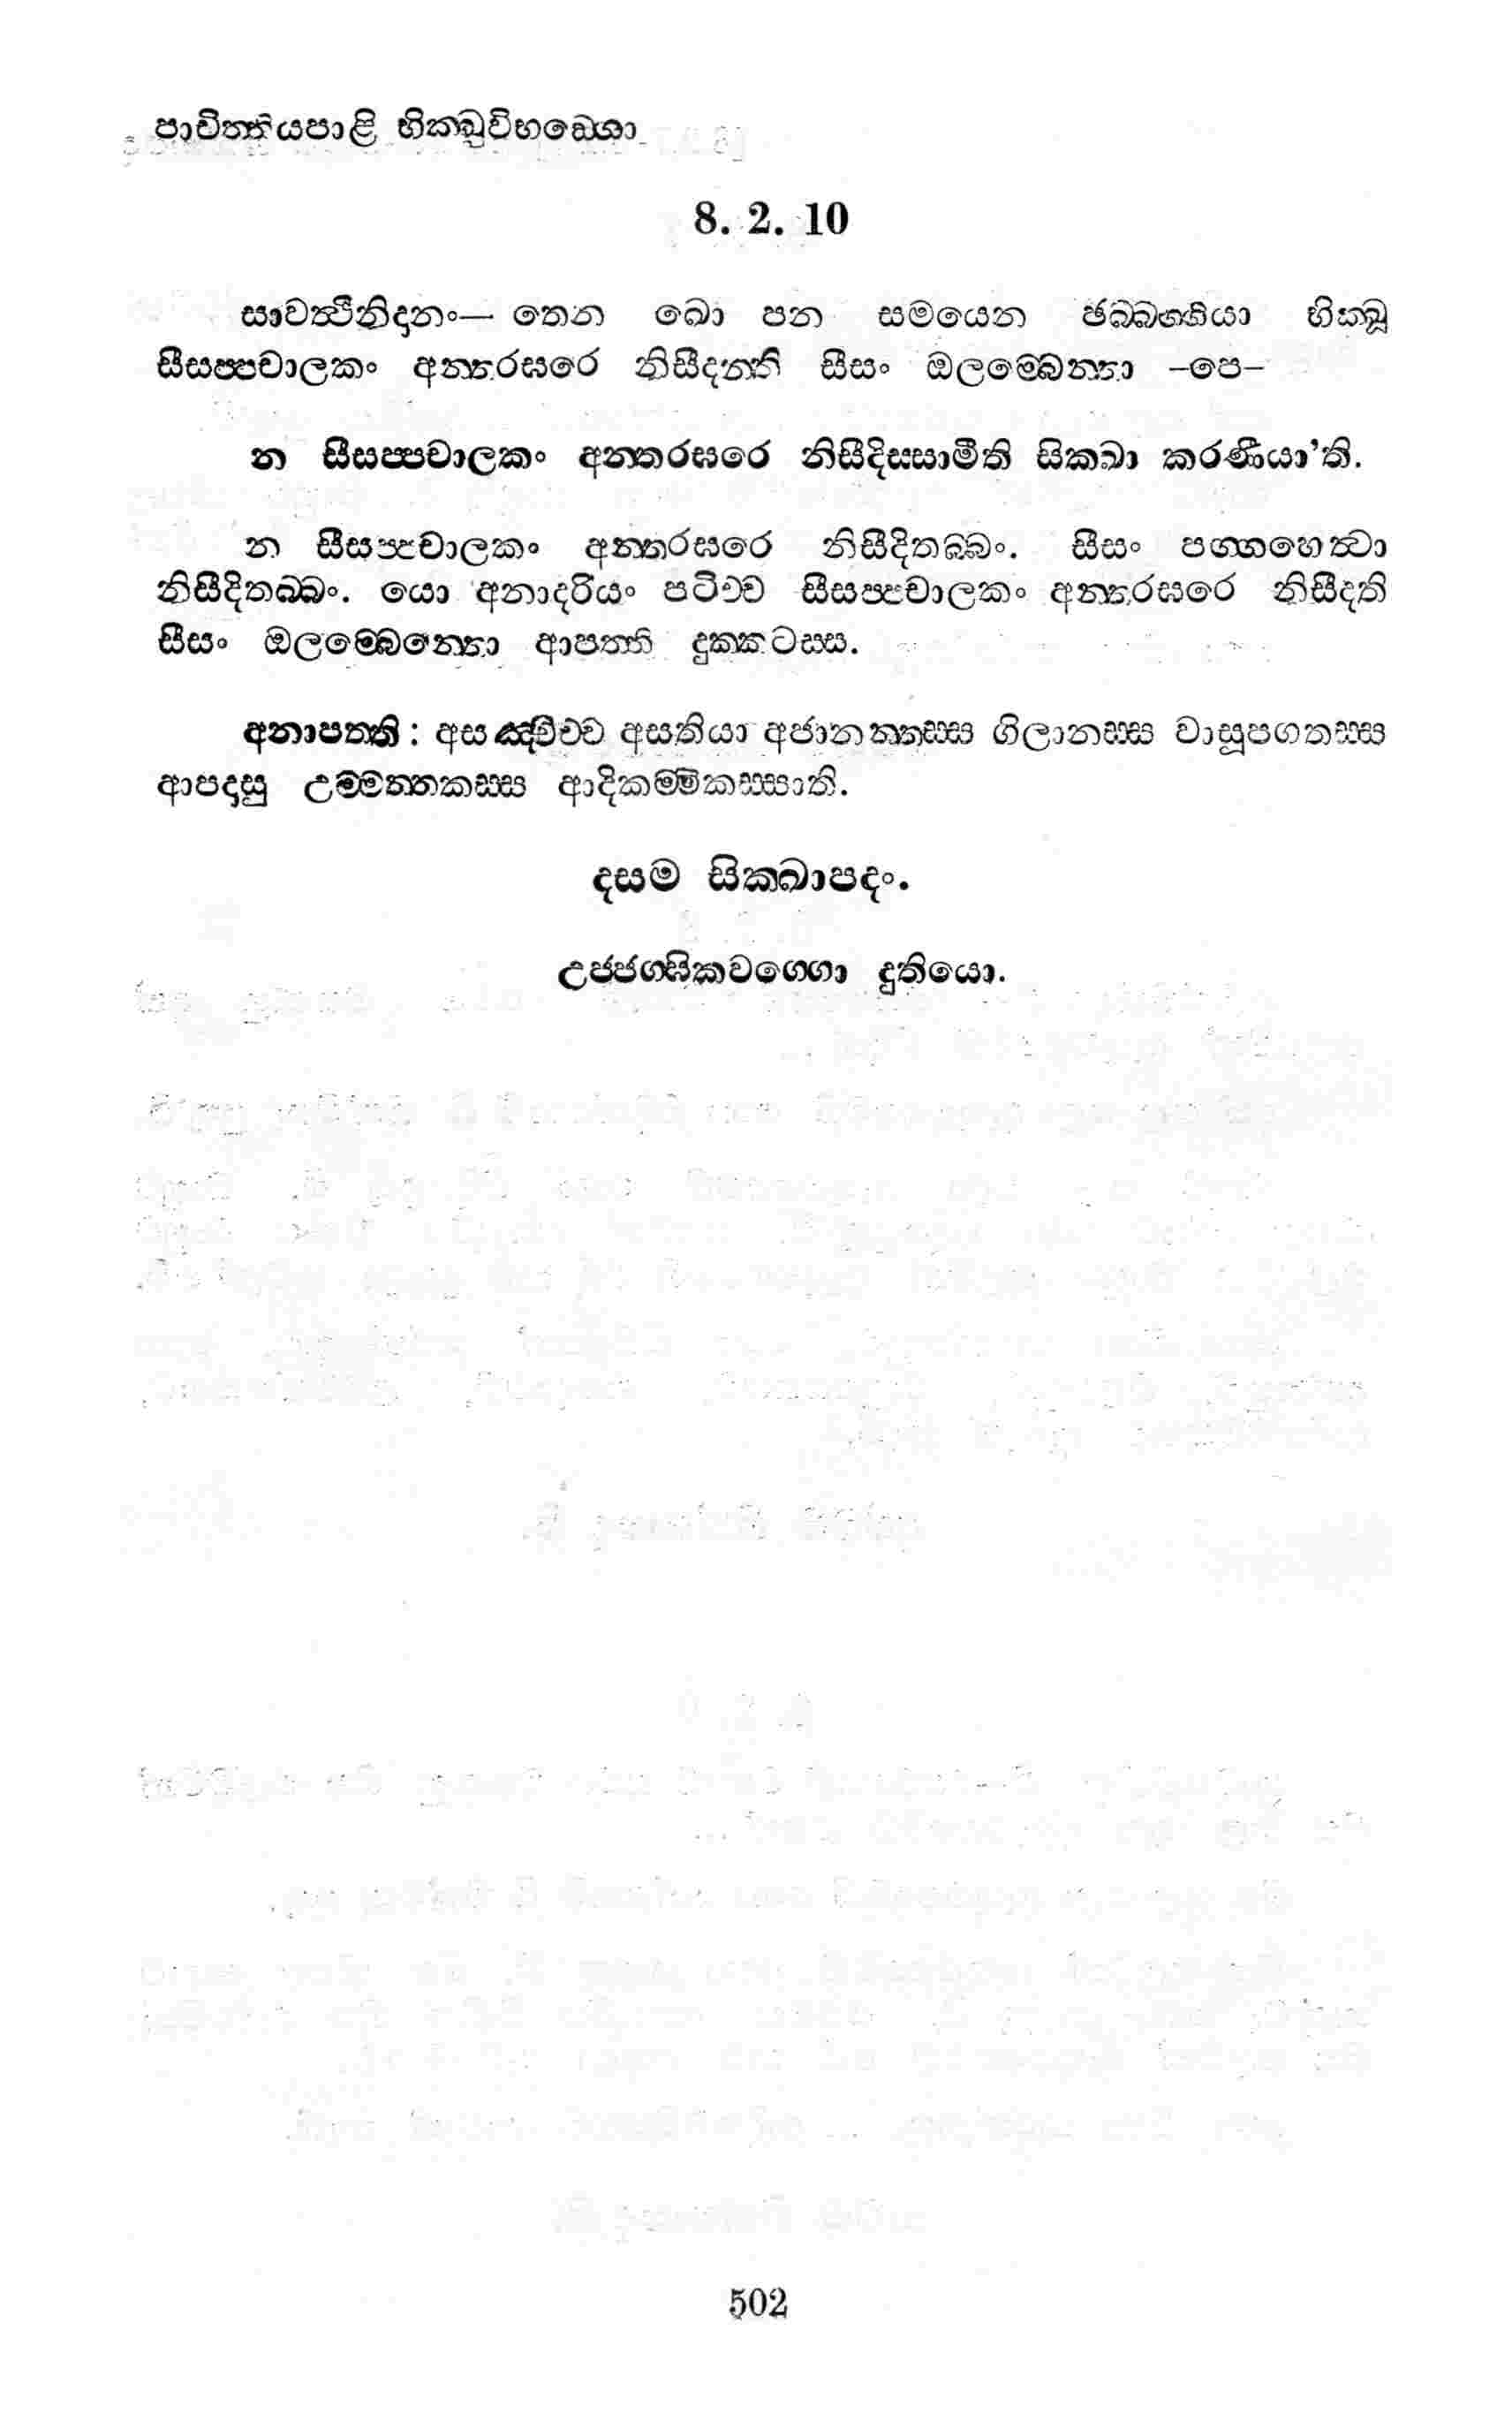 පාචිත්තියපාළි භික්ඛුවිභඞ්ගො
8. 2. 10
සාවත්ථිනිදානං— තෙන ඛො පන සමයෙන ඡබ්බග්ගියා භික්ඛූ
සීසප්පචාලකං අන්තරඝරෙ නිසීදන්ති සීසං ඔලම්බෙන්තා –පෙ–
න සීසප්පචාලකං අන්තරඝරෙ නිසීදිස්සාමීති සික්ඛා කරණීයා’ති.
න සීසප්පචාලකං අන්තරඝරෙ නිසීදිතබ්බං. සීසං පග්ගහෙත්වා
නිසීදිතබ්බං. යො අනාදරියං පටිච්ච සීසප්පචාලකං අන්තරඝරෙ නිසීදති
සීසං ඔලම්බෙන්තො ආපත්ති දුක්කටස්ස.
අනාපත්ති : අසඤ්චිච්ච අසතියා අජානන්තස්ස ගිලානස්ස වාසූපගතස්ස
ආපදාසු උම්මත්තකස්ස ආදිකම්මිකස්සාති.
දසම සික්ඛාපදං.
උජ්ජග්ඝිකවග්ගො දුතියො.
502